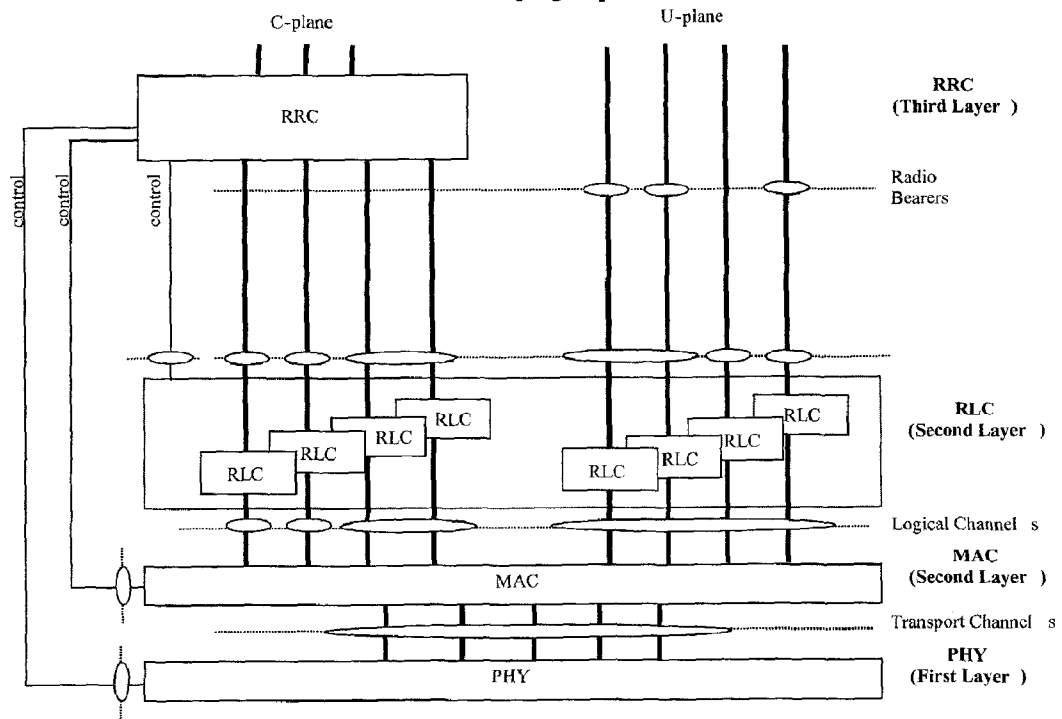 C-plane
U-plane
RRC
RRC
(Third Layer )
control
control
control
Radio
Bearers
RLC
RLC
RLC
RLC
RLC
RLC
RLC
RLC
RLC
(Second Layer )
Logical Channel s
MAC
MAC
(Second Layer )
Transport Channel s
PHY
PHY
(First Layer )